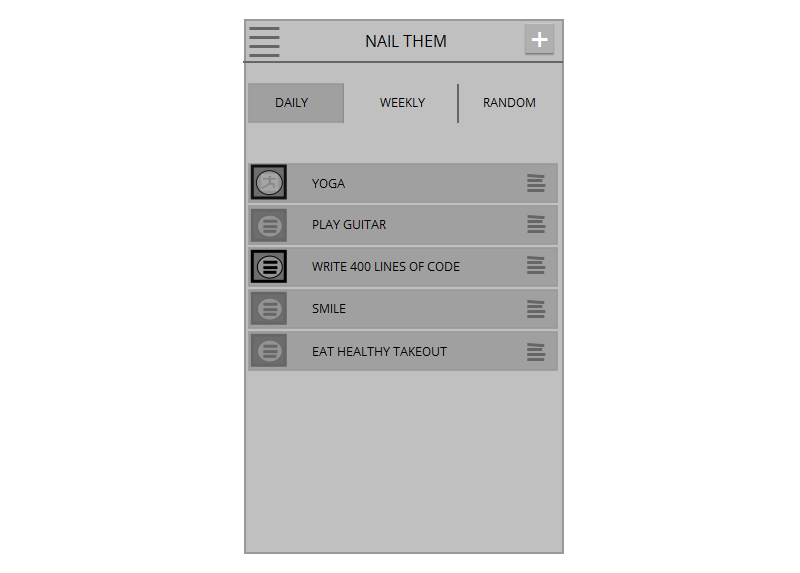 NAIL THEM
DAILY WEEKLY RANDOM
YOGA
PLAY GUITAR
WRITE 400 LINES OF CODE
SMILE
EAT HEALTHY TAKEOUT